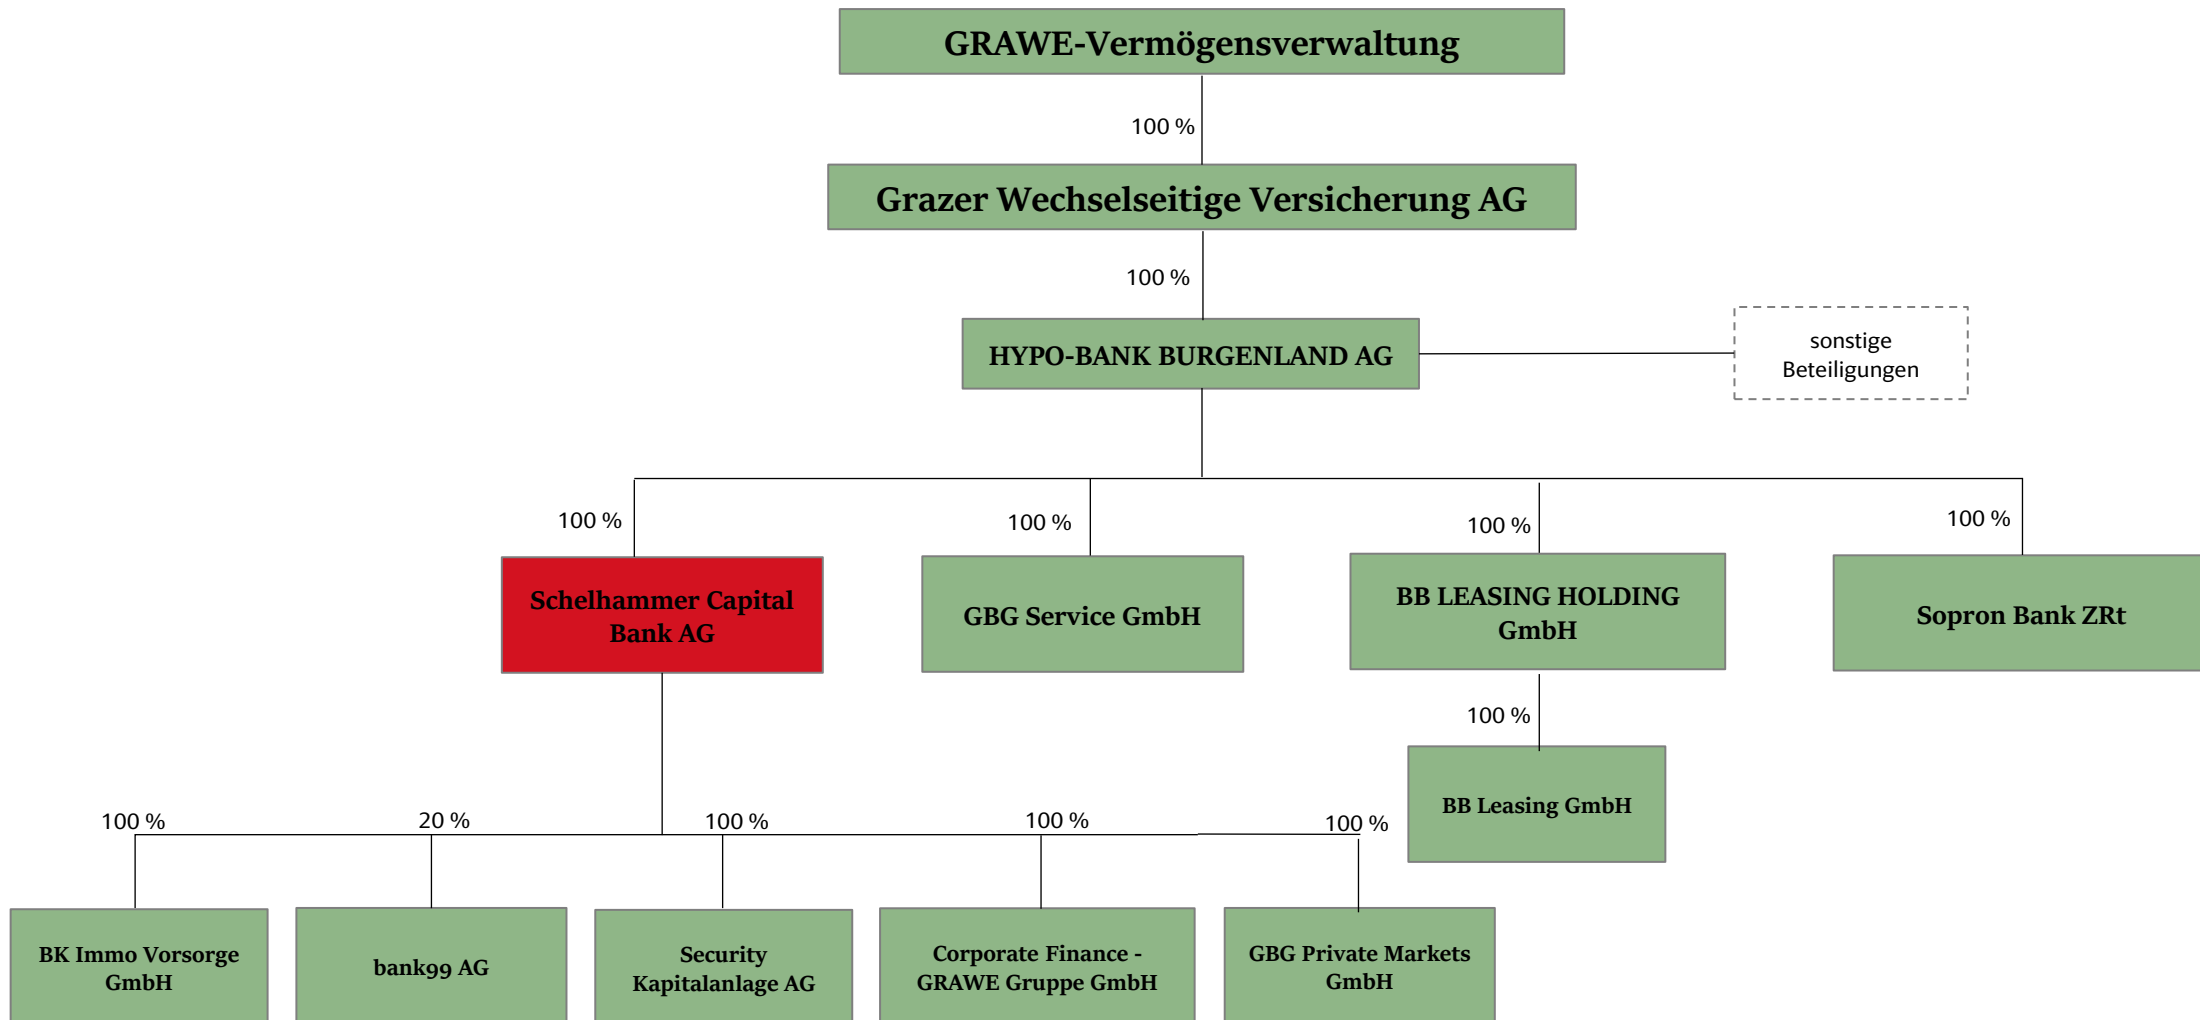 GRAWE-Vermögensverwaltung
100 %
Grazer Wechselseitige Versicherung AG
100 %
HYPO-BANK BURGENLAND AG
sonstige
Beteiligungen
100 %
100 %
100 %
100 %
Schelhammer Capital
Bank AG
GBG Service GmbH
BB LEASING HOLDING
GmbH
Sopron Bank ZRt
100 %
BB Leasing GmbH
100 %
20 %
100 %
100 %
100 %
BK Immo Vorsorge
GmbH
bank99 AG
Security
Kapitalanlage AG
Corporate Finance -
GRAWE Gruppe GmbH
GBG Private Markets
GmbH